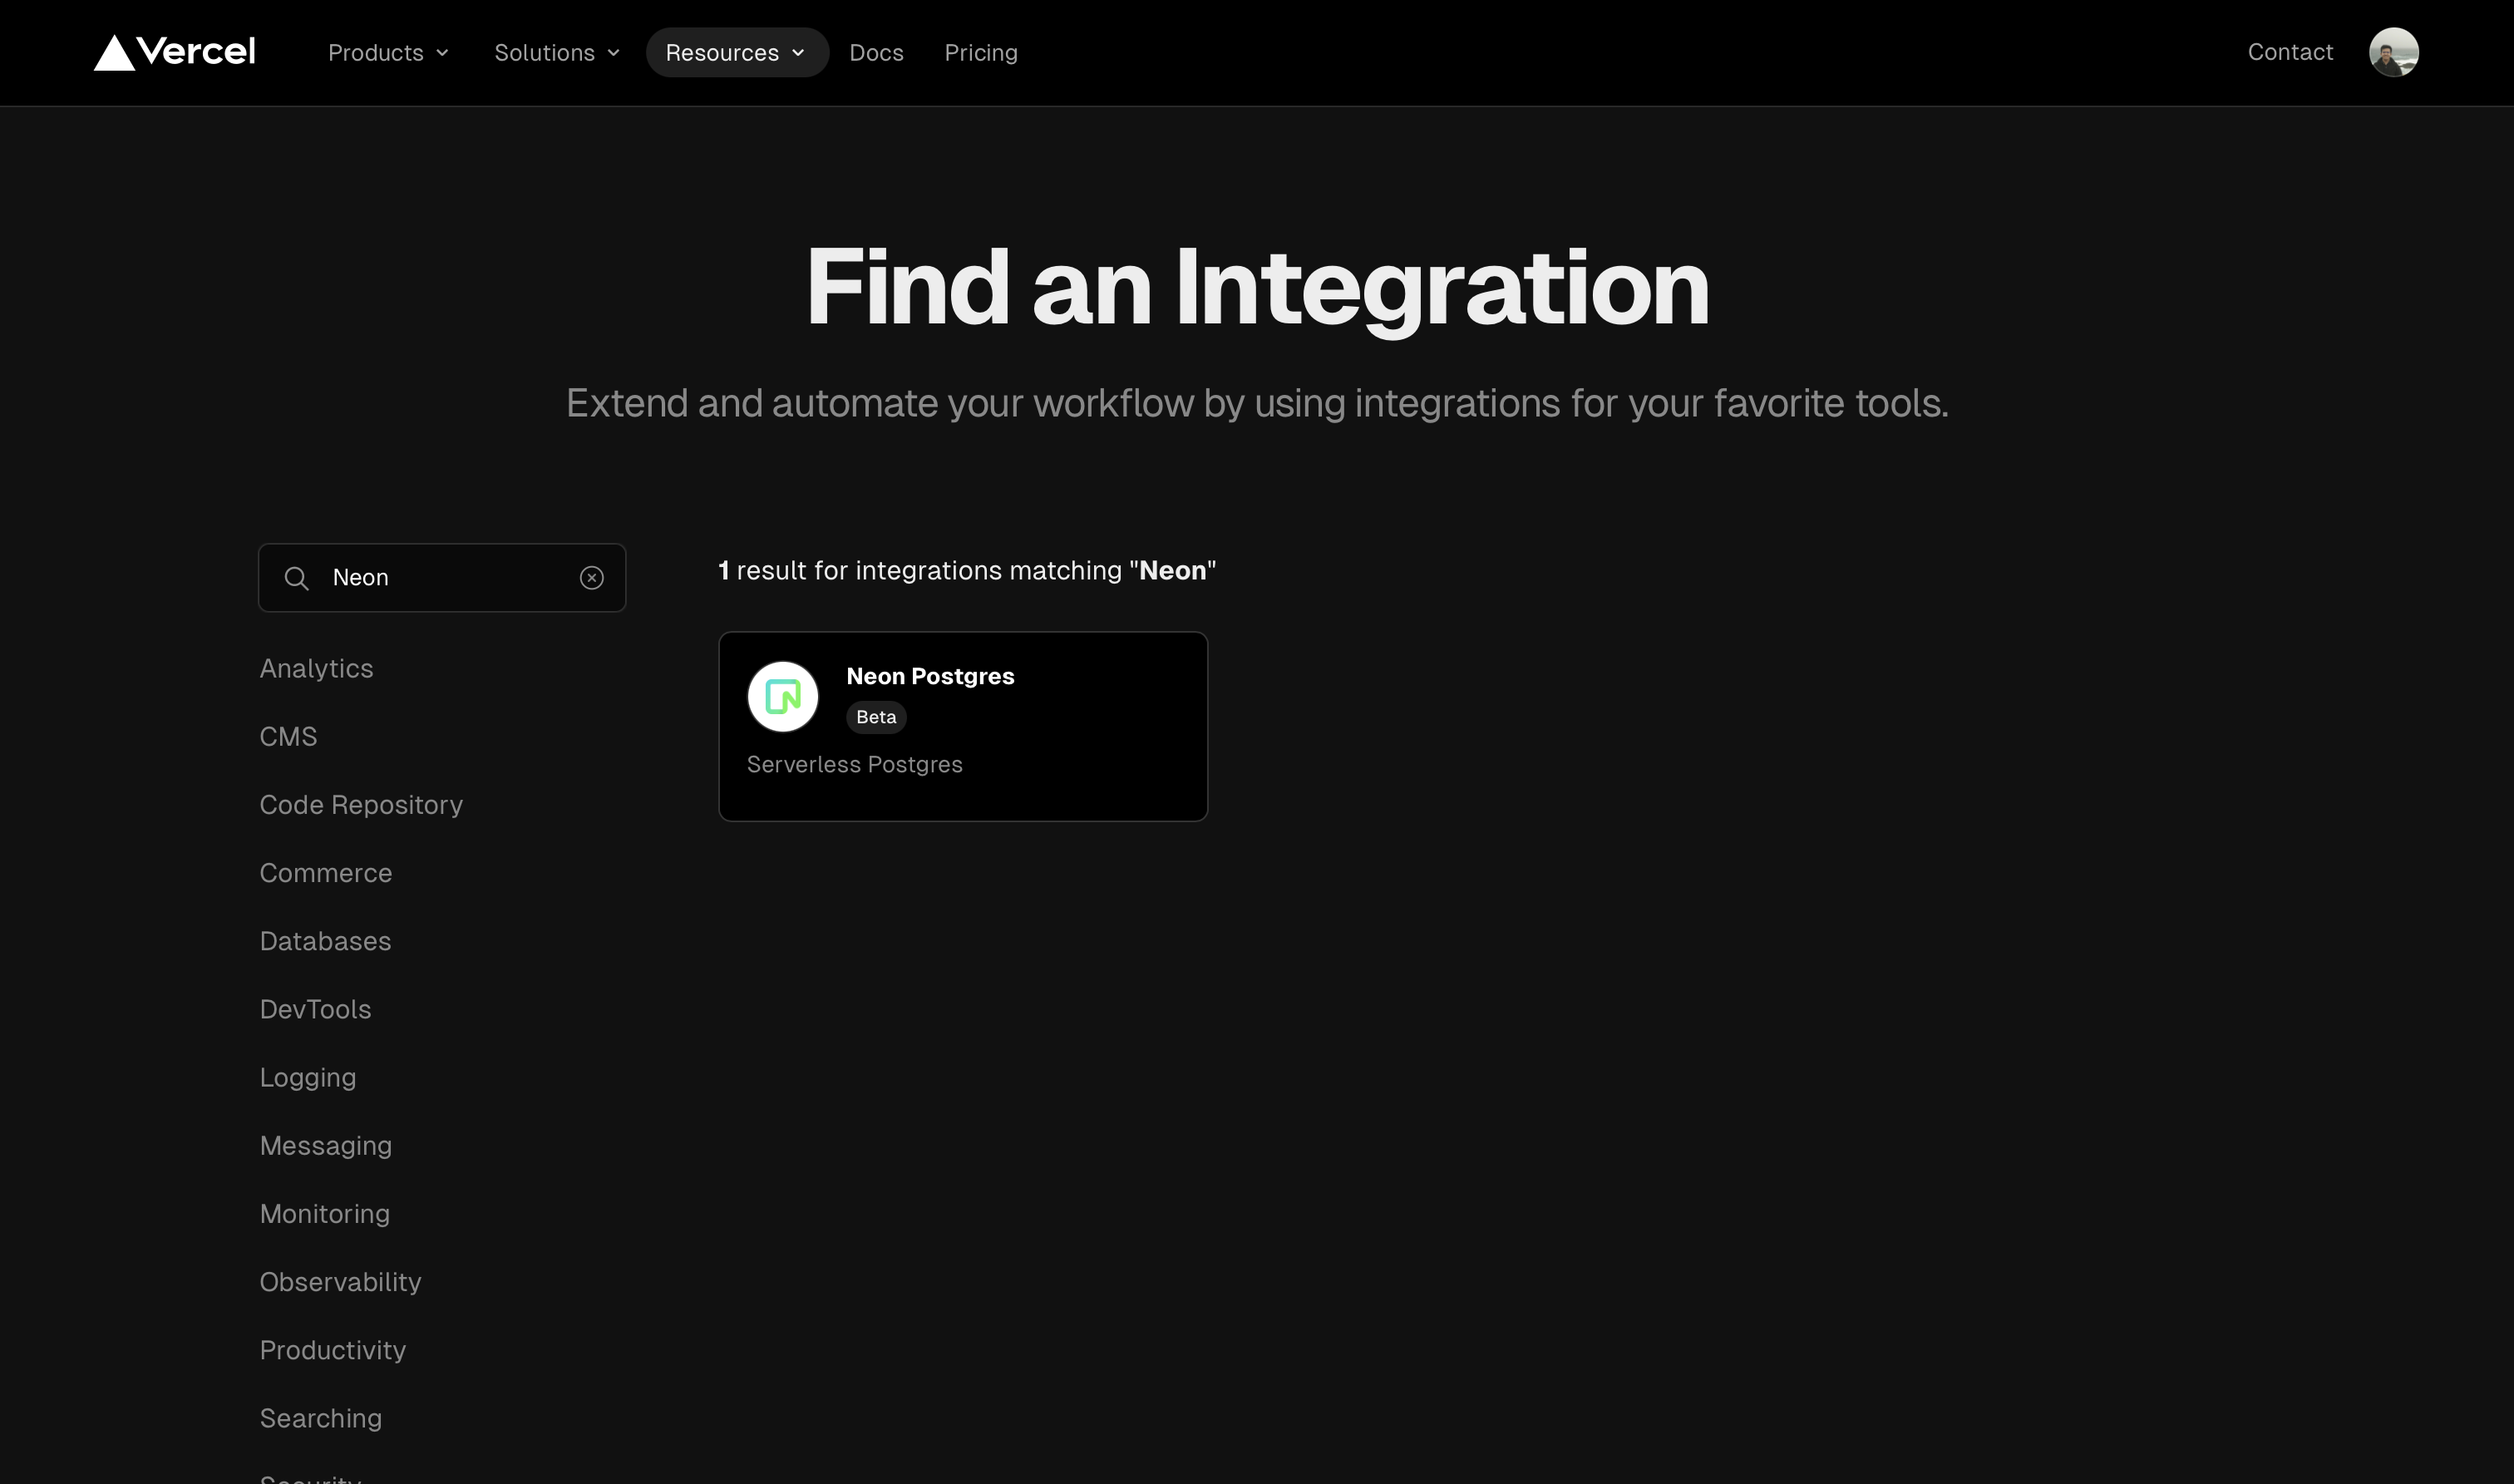 Vercel
Products
Solutions
Resources
Docs
Pricing
Contact
Find an Integration
Extend and automate your workflow by using integrations for your favorite tools.
Neon
Analytics
CMS
Code Repository
Commerce
Databases
DevTools
Logging
Messaging
Monitoring
Observability
Productivity
Searching
Security
1 result for integrations matching "Neon"
Neon Postgres
Beta
Serverless Postgres